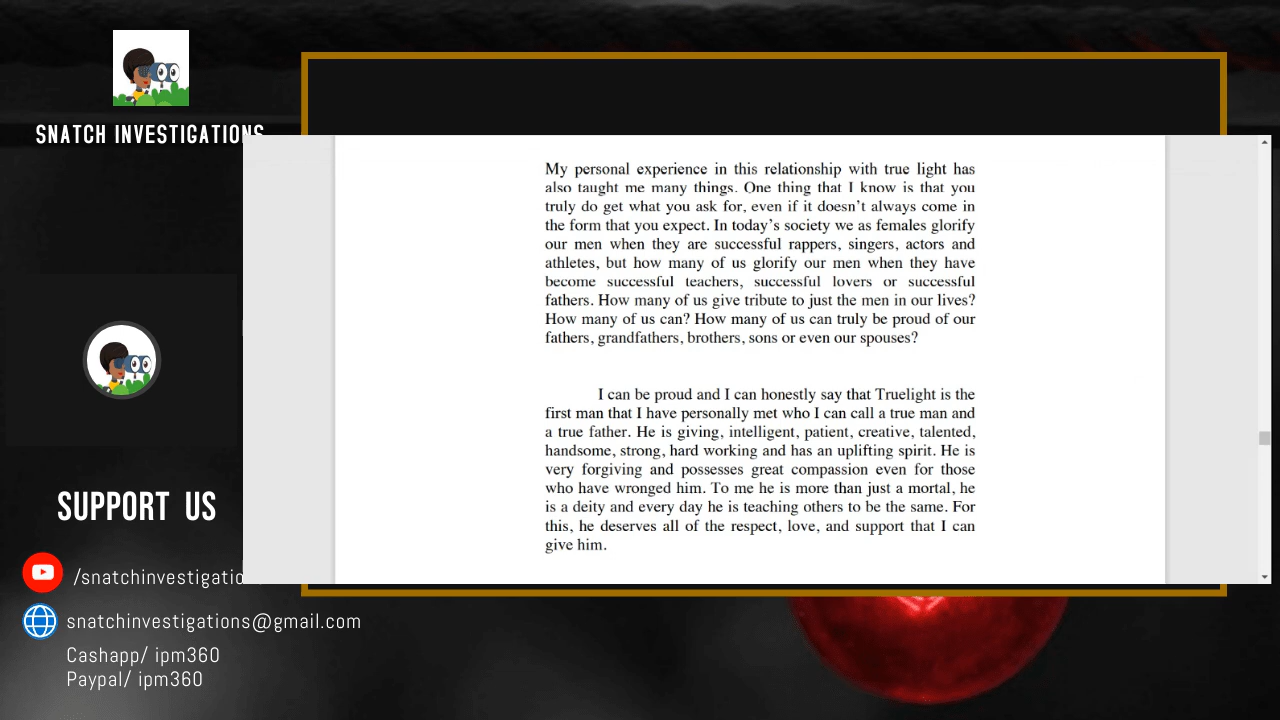 SNATCH INVESTIGATIONS
My personal experience in this relationship with true light has
also taught me many things. One thing that I know is that you
truly do get what you ask for, even if it doesn't always come in
the form that you expect. In today's society we as females glorify
our men when they are successful rappers, singers, actors and
athletes, but how many of us glorify our men when they have
become successful teachers, successful lovers or successful
fathers. How many of us give tribute to just the men in our lives?
How many of us can? How many of us can truly be proud of our
fathers, grandfathers, brothers, sons or even our spouses?
I can be proud and I can honestly say that Truelight is the
first man that I have personally met who I can call a true man and
a true father. He is giving, intelligent, patient, creative, talented,
handsome, strong, hard working and has an uplifting spirit. He is
very forgiving and possesses great compassion even for those
who have wronged him. To me he is more than just a mortal, he
is a deity and every day he is teaching others to be the same. For
this, he deserves all of the respect, love, and support that I can
give him.
SUPPORT US
/snatchinvestigatio
snatchinvestigations@gmail.com
Cashapp/ ipm360
Paypal/ ipm360